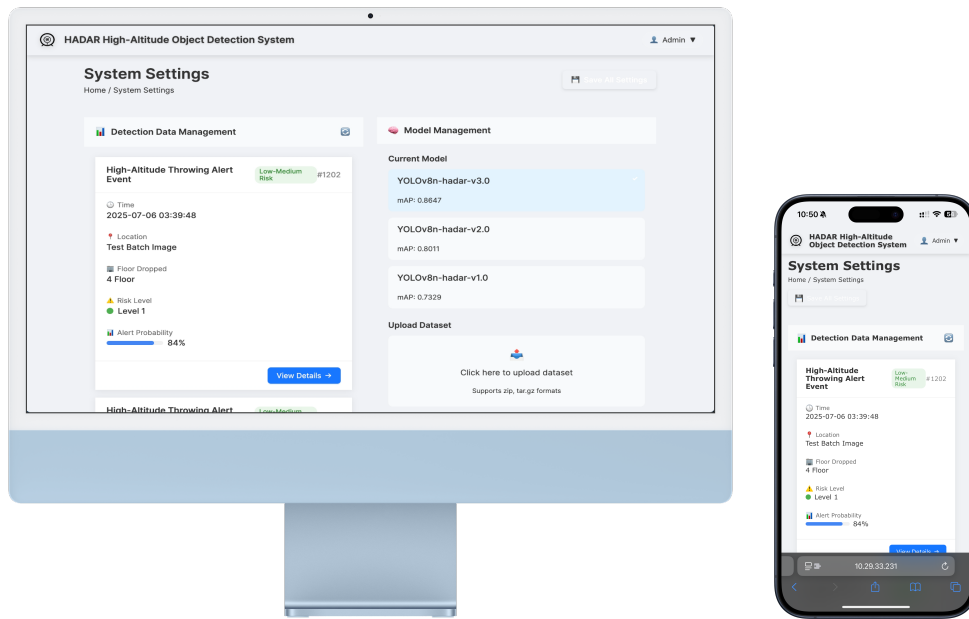 HADAR High-Altitude Object Detection System
Admin ▼
System Settings
Home / System Settings
Save All Settings
Detection Data Management
High-Altitude Throwing Alert
Event
Low-Medium
Risk
#1202
Time
2025-07-06 03:39:48
Location
Test Batch Image
Floor Dropped
4 Floor
Risk Level
Level 1
Alert Probability
84%
View Details →
High-Altitude Throwing Alert
Low-Medium
Model Management
Current Model
YOLOv8n-hadar-v3.0
mAP: 0.8647
YOLOv8n-hadar-v2.0
mAP: 0.8011
YOLOv8n-hadar-v1.0
mAP: 0.7329
Upload Dataset
Click here to upload dataset
Supports zip, tar.gz formats
10:50
HADAR High-Altitude
Object Detection System
Admin ▼
System Settings
Home / System Settings
Save All Settings
Detection Data Management
High-Altitude
Throwing Alert
Event
Low-
Medium
Risk
#1202
Time
2025-07-06 03:39:48
Location
Test Batch Image
Floor Dropped
4 Floor
Risk Level
Level 1
Alert Probability
84%
View Details →
10.29.33.231